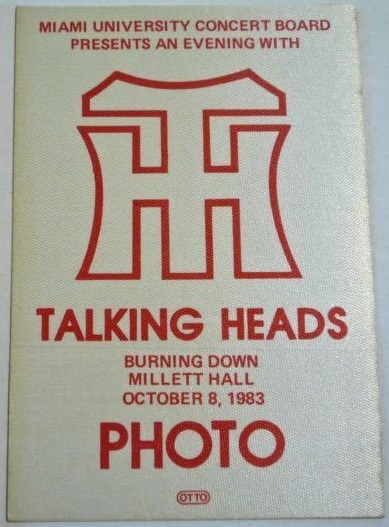 MIAMI UNIVERSITY CONCERT BOARD
PRESENTS AN EVENING WITH
TH
TALKING HEADS
BURNING DOWN
MILLETT HALL
OCTOBER 8, 1983
PHOTO
OTTO